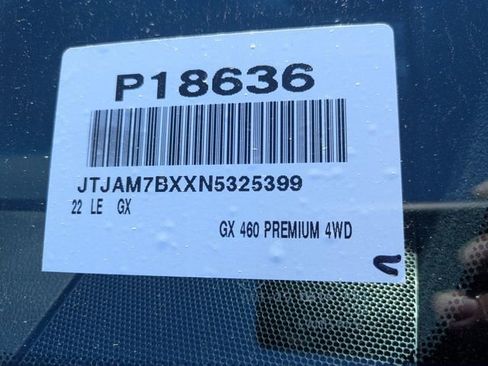 P18636
JTJAM7BXXN5325399
22 LE GX
GX 460 PREMIUM 4WD